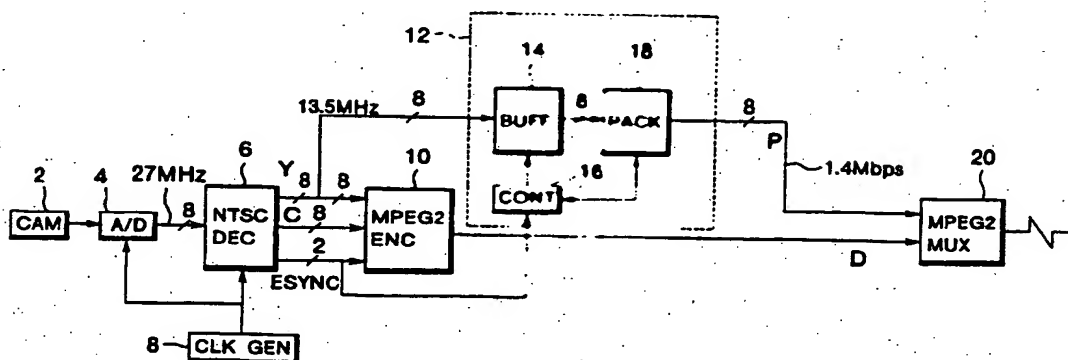 12
14
18
13.5MHz
8
BUFF
8
PACK
8
P
1.4Mbps
2
4
27MHz
6
Y
10
CONT
16
20
CAM
A/D
8
NTSC
DEC
8
8
C
8
2
ESYNC
MPEG2
ENC
D
MPEG2
MUX
8
CLK GEN